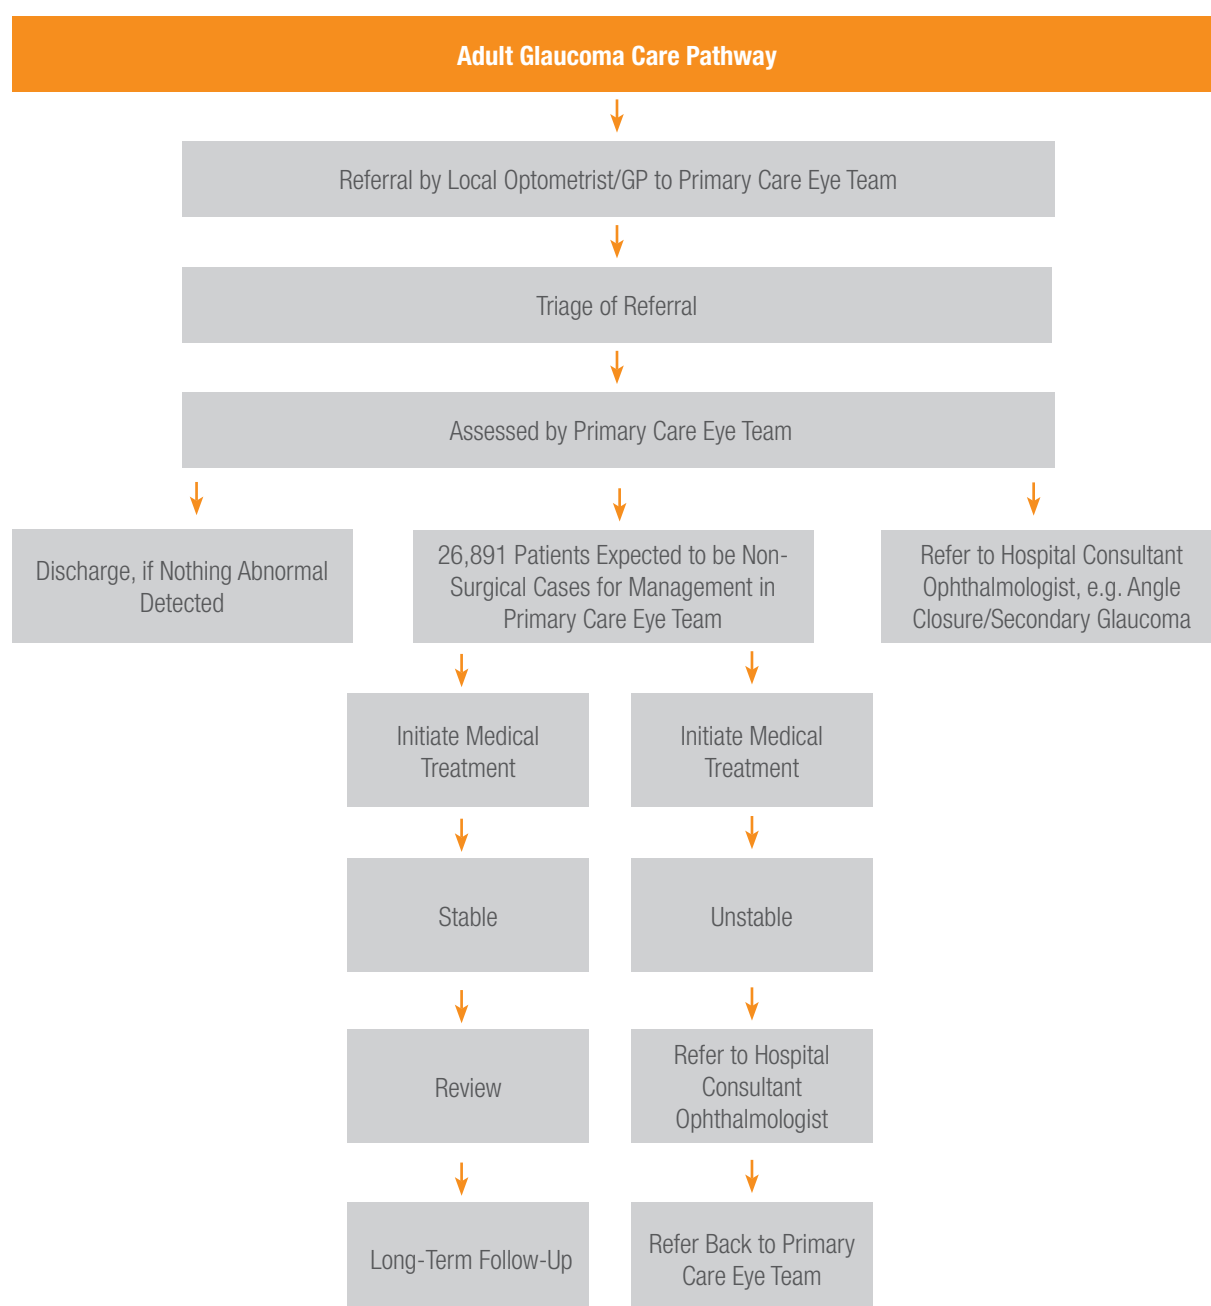 Adult Glaucoma Care Pathway
Referral by Local Optometrist/GP to Primary Care Eye Team
Triage of Referral
Assessed by Primary Care Eye Team
Discharge, if Nothing Abnormal
Detected
26,891 Patients Expected to be Non-
Surgical Cases for Management in
Primary Care Eye Team
Refer to Hospital Consultant
Ophthalmologist, e.g. Angle
Closure/Secondary Glaucoma
Initiate Medical
Treatment
Initiate Medical
Treatment
Stable
Unstable
Review
Refer to Hospital
Consultant
Ophthalmologist
Long-Term Follow-Up
Refer Back to Primary
Care Eye Team